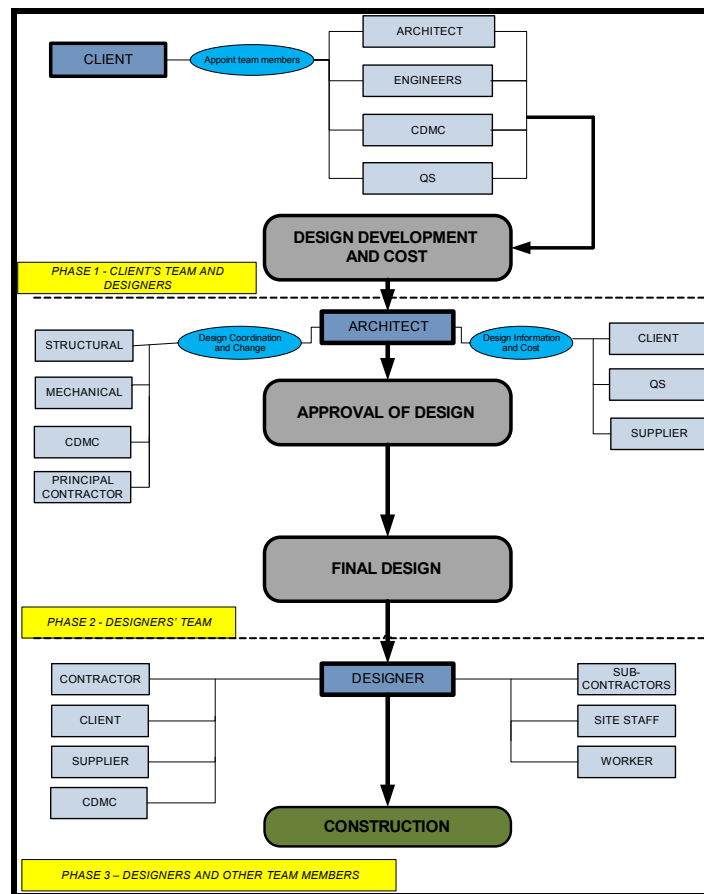 ARCHITECT
CLIENT
Appoint team members
ENGINEERS
CDMC
QS
DESIGN DEVELOPMENT
AND COST
PHASE 1 - CLIENT'S TEAM AND
DESIGNERS
ARCHITECT
Design Coordination
and Change
Design Information
and Cost
STRUCTURAL
MECHANICAL
CDMC
PRINCIPAL
CONTRACTOR
CLIENT
QS
SUPPLIER
APPROVAL OF DESIGN
FINAL DESIGN
PHASE 2 - DESIGNERS' TEAM
CONTRACTOR
CLIENT
SUPPLIER
CDMC
DESIGNER
SUB-
CONTRACTORS
SITE STAFF
WORKER
CONSTRUCTION
PHASE 3 – DESIGNERS AND OTHER TEAM MEMBERS